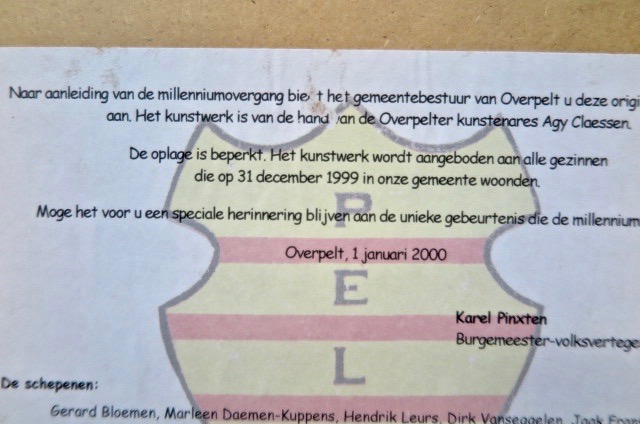 Naar aanleiding van de millenniumovergang biedt het gemeentebestuur van Overpelt u deze origi
aan. Het kunstwerk is van de hand van de Overpelter kunstenares Agy Claessen.
De oplage is beperkt. Het kunstwerk wordt aangeboden aan alle gezinnen
die op 31 december 1999 in onze gemeente woonden.
Moge het voor u een speciale herinnering blijven aan de unieke gebeurtenis die de millennium
P
Overpelt, 1 januari 2000
E
Karel Pinxten
Burgemeester-volksvertege
L
De schepenen:
Gerard Bloemen, Marleen Daemen-Kuppens, Hendrik Leurs, Dirk Vanseggelen, Jaak